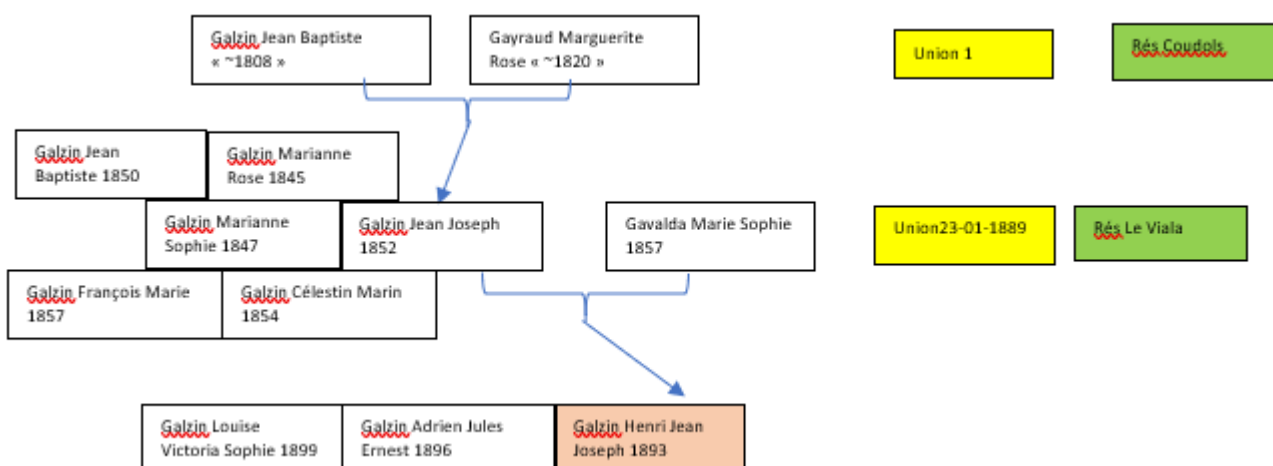 Galzin Jean Baptiste
« ~1808 »
Gayraud Marguerite
Rose « ~1820 »
Union 1
Rés Coudols
Galzin Jean
Baptiste 1850
Galzin Marianne
Rose 1845
Galzin Marianne
Sophie 1847
Galzin Jean Joseph
1852
Gavalda Marie Sophie
1857
Union23-01-1889
Rés Le Viala
Galzin François Marie
1857
Galzin Célestin Marin
1854
Galzin Louise
Victoria Sophie 1899
Galzin Adrien Jules
Ernest 1896
Galzin Henri Jean
Joseph 1893